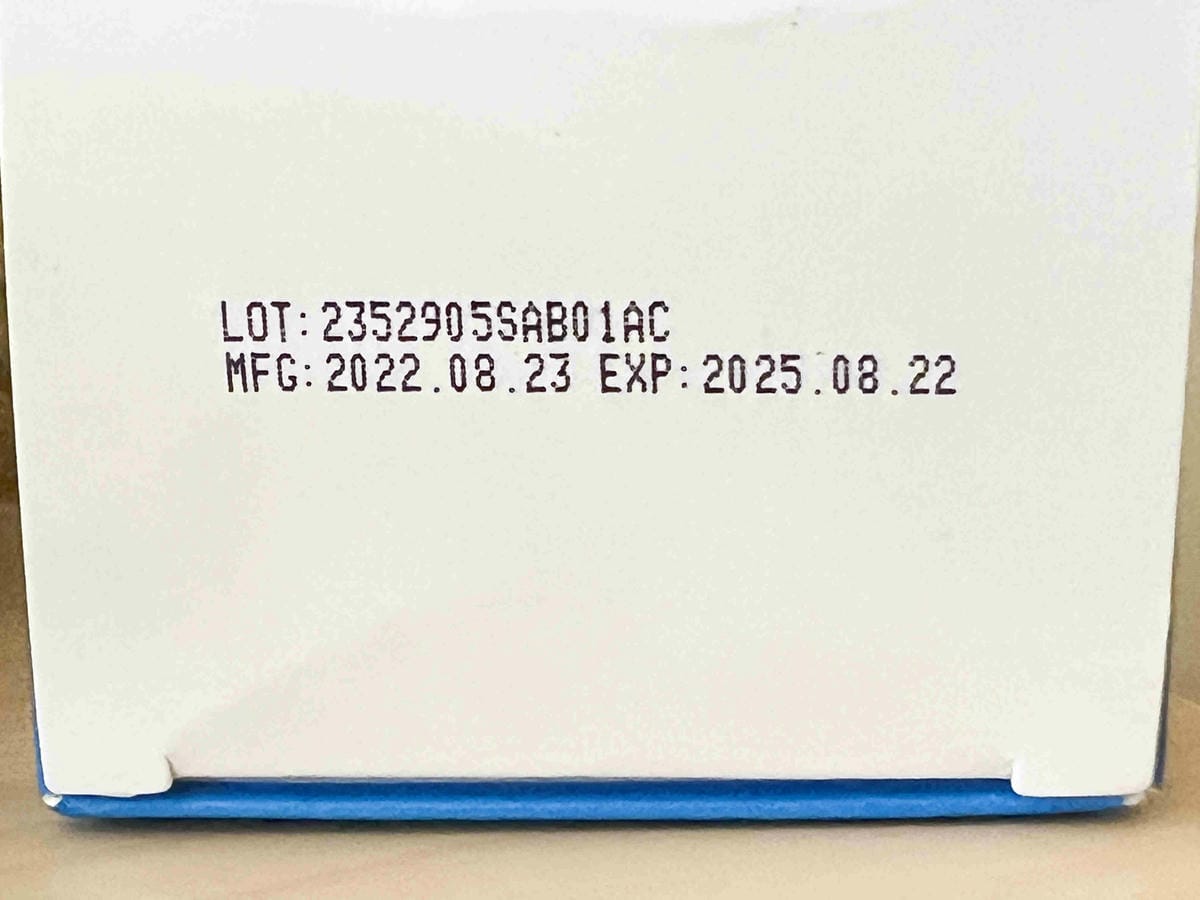 LOT:2352905SAB01AC
MFG:2022.08.23 EXP:2025.08.22